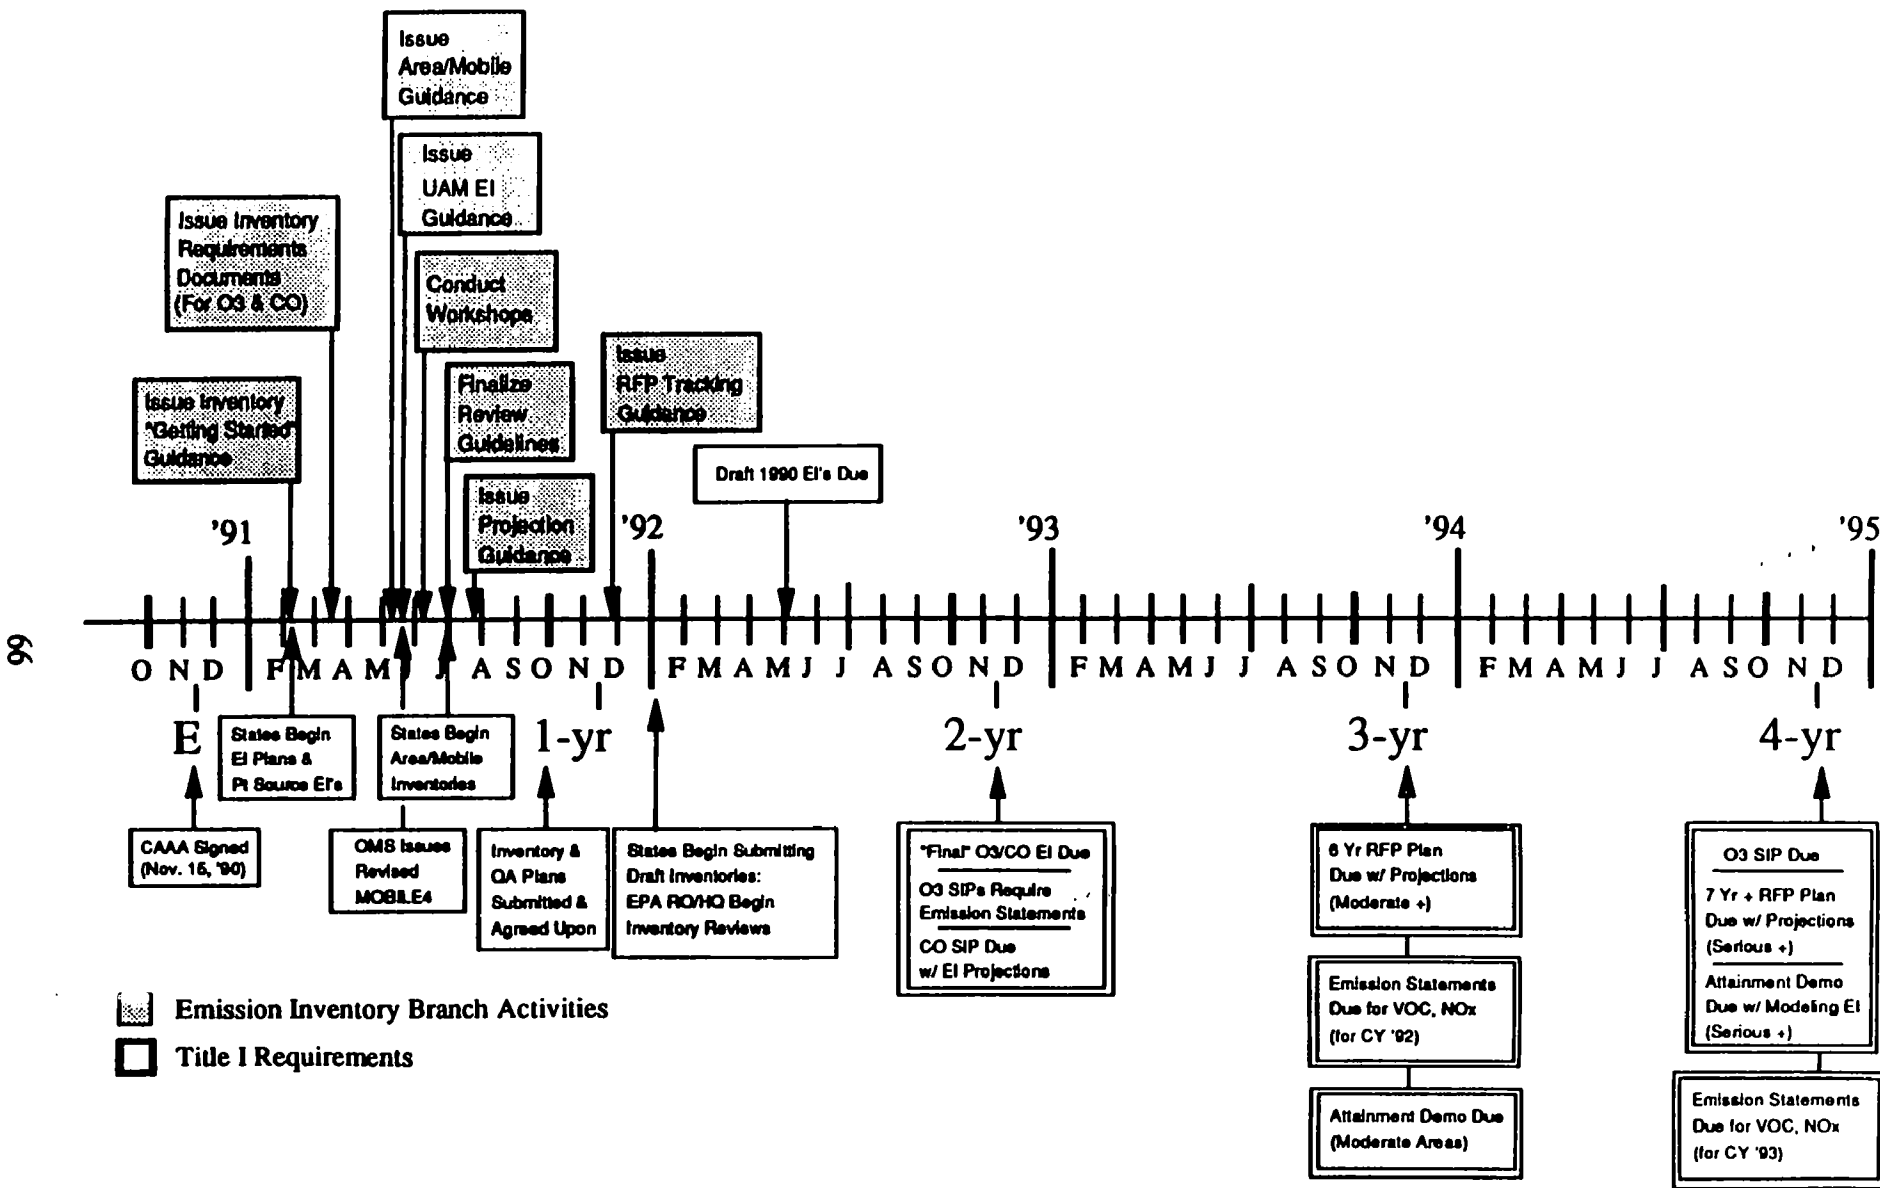 Issue
Area/Mobile
Guidance
Issue
UAM EI
Guidance
Issue Inventory
Requirements
Documents
(For O3 & CO)
Conduct
Workshops
Issue
RFP Tracking
Guidance
Finalize
Review
Guidelines
Issue Inventory
"Getting Started"
Guidance
Draft 1990 EI's Due
Issue
Projection
Guidance
'91
'92
'93
'94
'95
99
O N D F M A M J J A S O N D F M A M J J A S O N D F M A M J J A S O N D F M A M J J A S O N D
E
1-yr
2-yr
3-yr
4-yr
States Begin
EI Plans &
Pt Source EI's
States Begin
Area/Mobile
Inventories
CAAA Signed
(Nov. 15, '90)
OMS Issues
Revised
MOBILE4
Inventory &
QA Plans
Submitted &
Agreed Upon
States Begin Submitting
Draft Inventories:
EPA RO/HQ Begin
Inventory Reviews
"Final" O3/CO EI Due
O3 SIPs Require
Emission Statements
CO SIP Due
w/ EI Projections
6 Yr RFP Plan
Due w/ Projections
(Moderate +)
Emission Statements
Due for VOC, NOx
(for CY '92)
Attainment Demo Due
(Moderate Areas)
O3 SIP Due
7 Yr + RFP Plan
Due w/ Projections
(Serious +)
Attainment Demo
Due w/ Modeling EI
(Serious +)
Emission Statements
Due for VOC, NOx
(for CY '93)
Emission Inventory Branch Activities
Title I Requirements